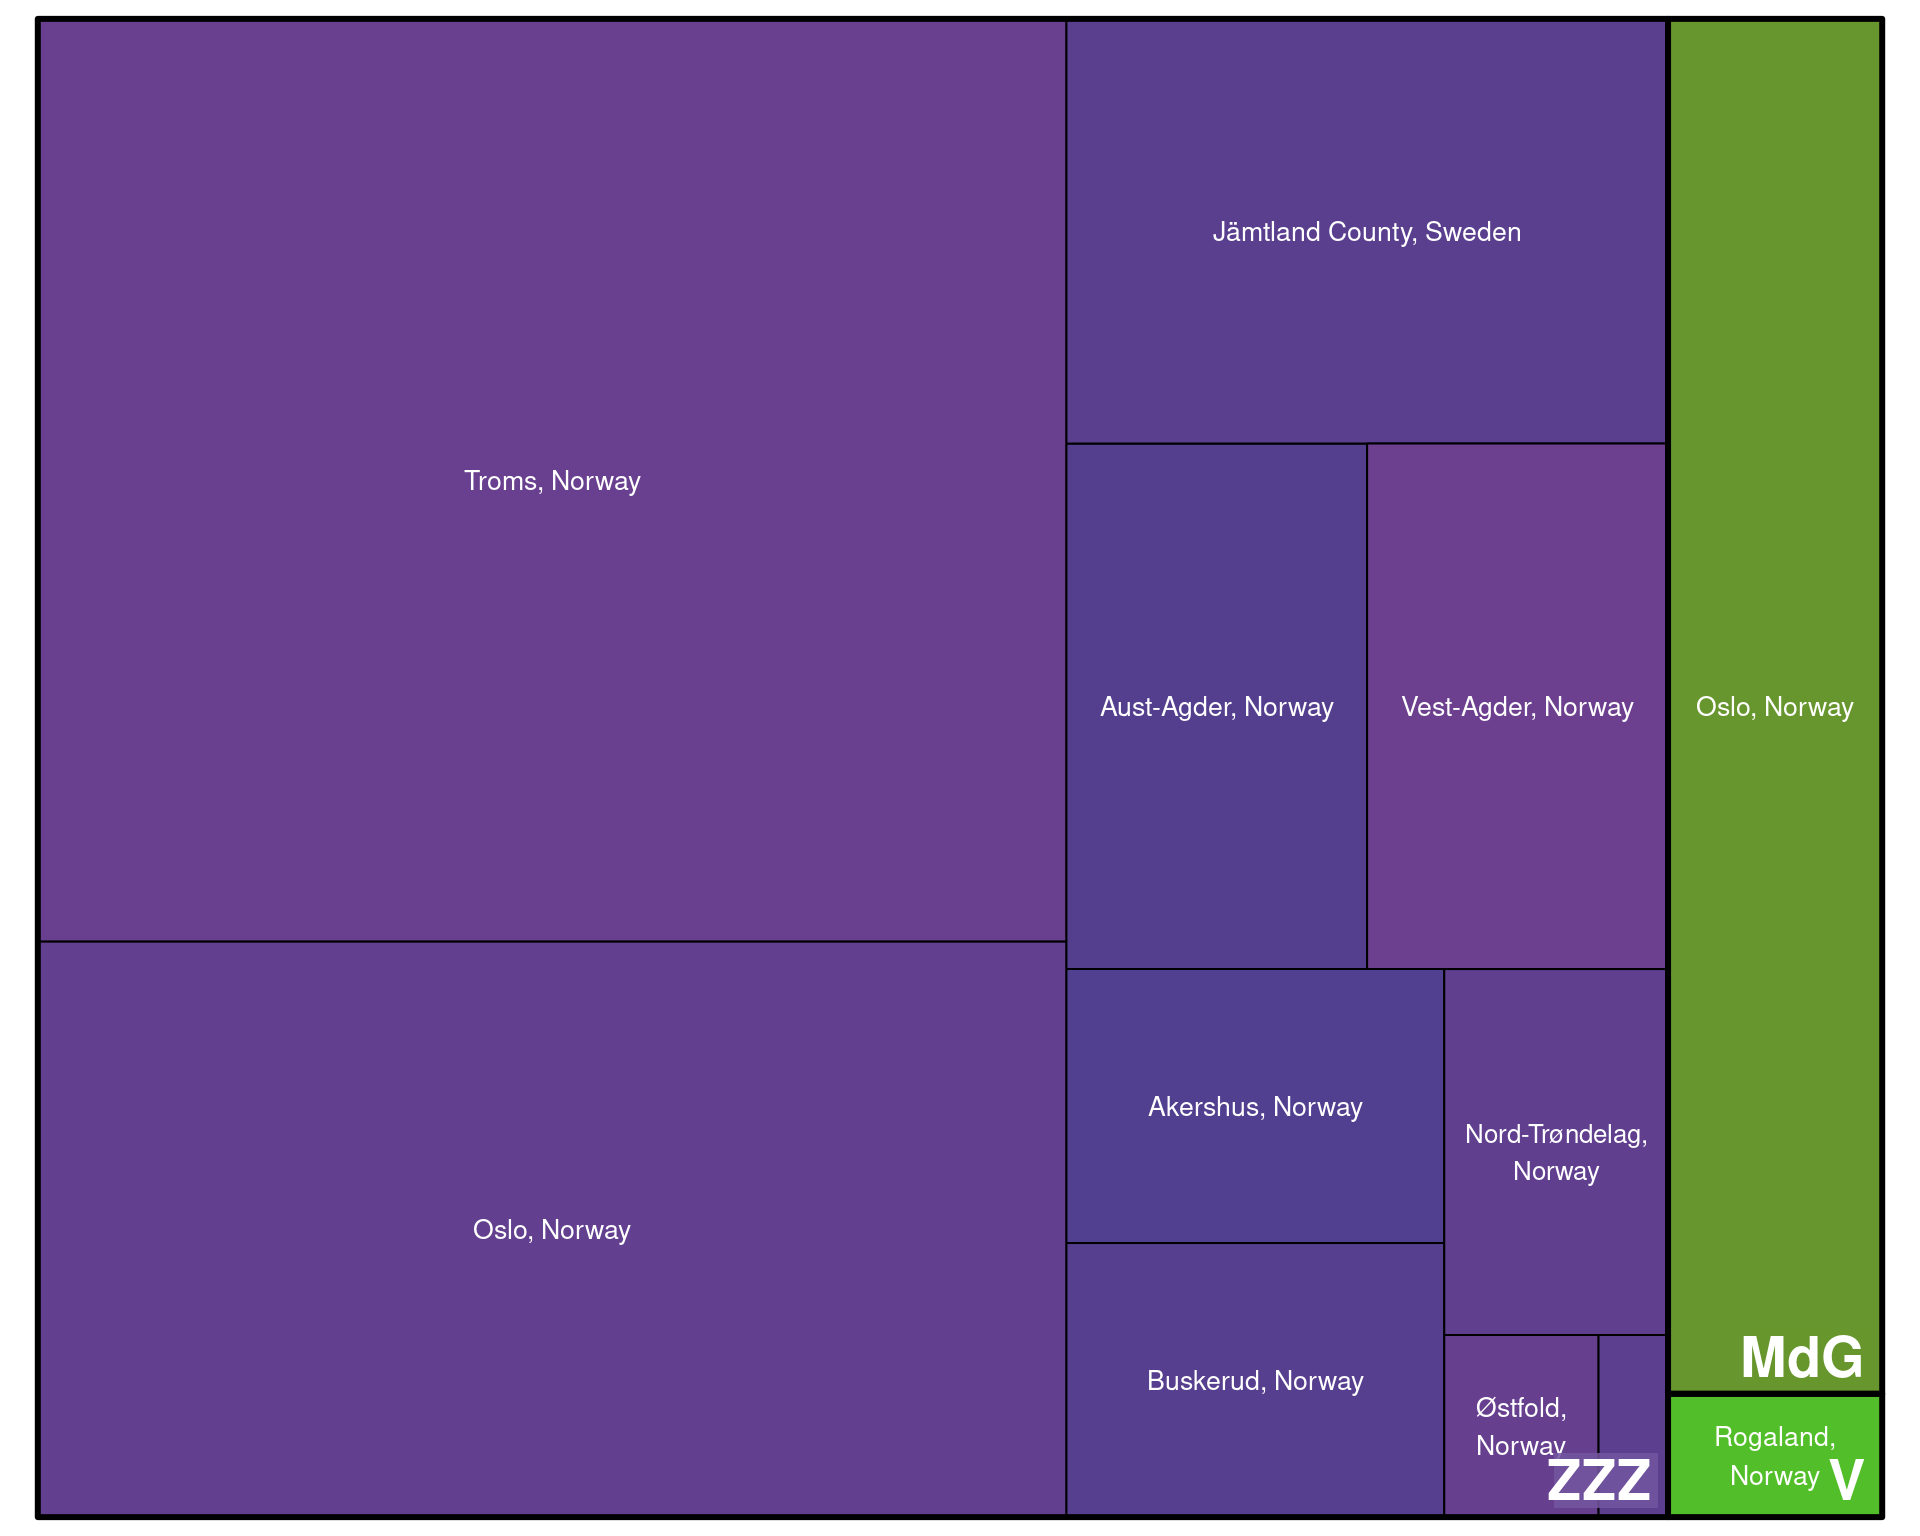 Troms, Norway
Oslo, Norway
Jämtland County, Sweden
Aust-Agder, Norway
Vest-Agder, Norway
Akershus, Norway
Buskerud, Norway
Nord-Trøndelag,
Norway
Østfold,
Norway
ZZZ
Oslo, Norway
MdG
Rogaland,
Norway
V